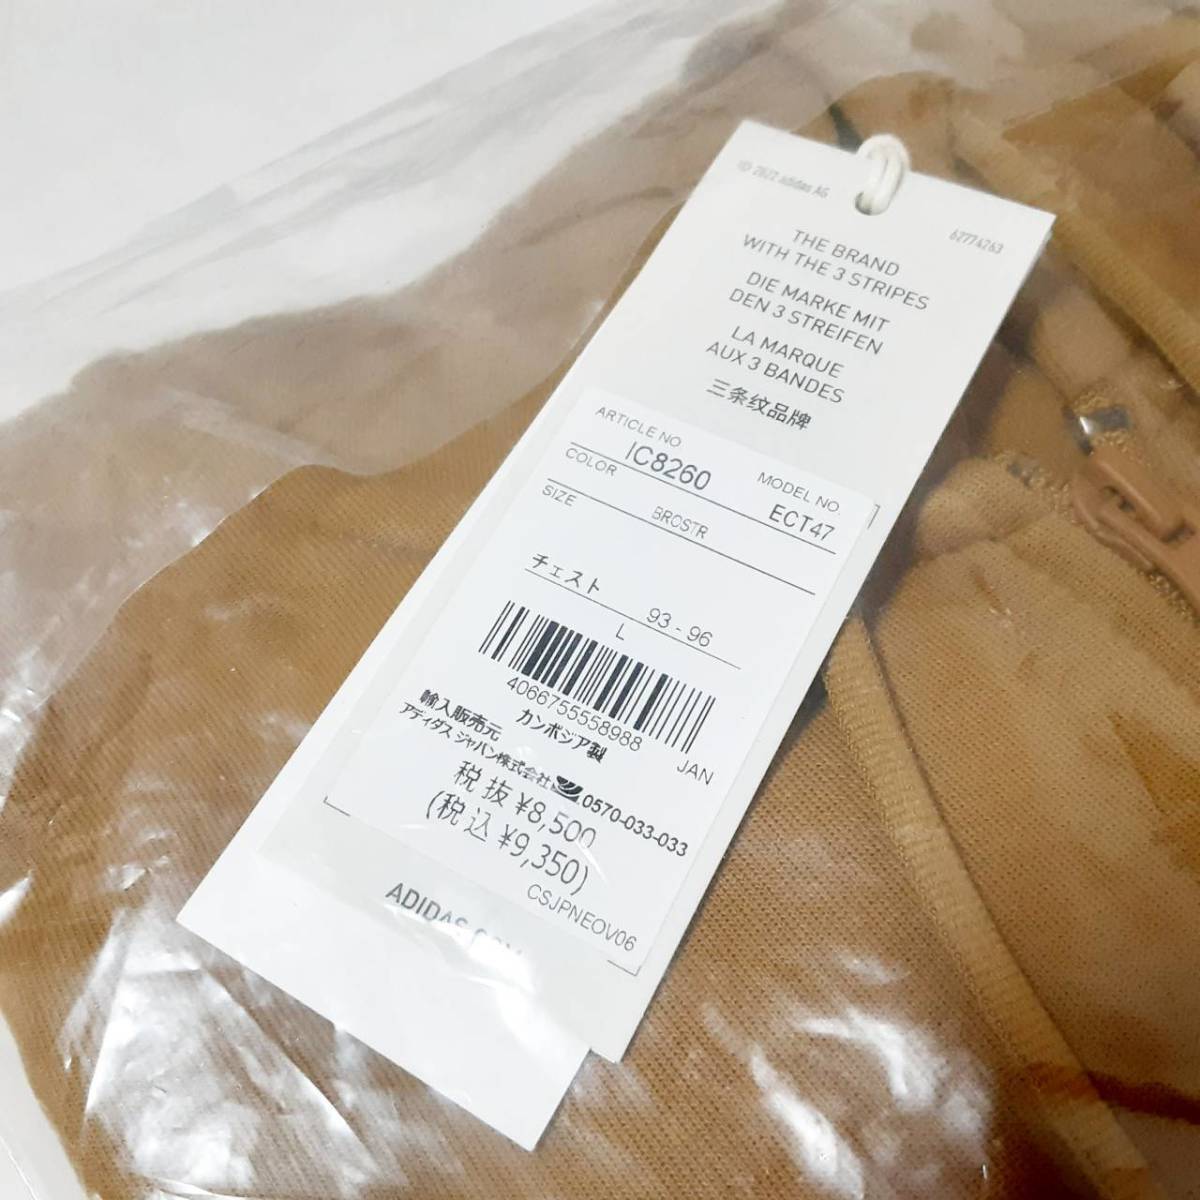 © 2022 adidas AG
62774263
THE BRAND
WITH THE 3 STRIPES
DIE MARKE MIT
DEN 3 STREIFEN
LA MARQUE
AUX 3 BANDES
三条纹品牌
ARTICLE NO
IC8260
MODEL NO.
ECT47
COLOR
BROSTR
SIZE
チェスト 93 - 96
L
4066755558988
JAN
輸入販売元 カンボジア製
アディダス ジャパン株式会社 0570-033-033
税抜 ¥8,500
(税込 ¥9,350)
CSJPNEOV06
ADIDAS.COM